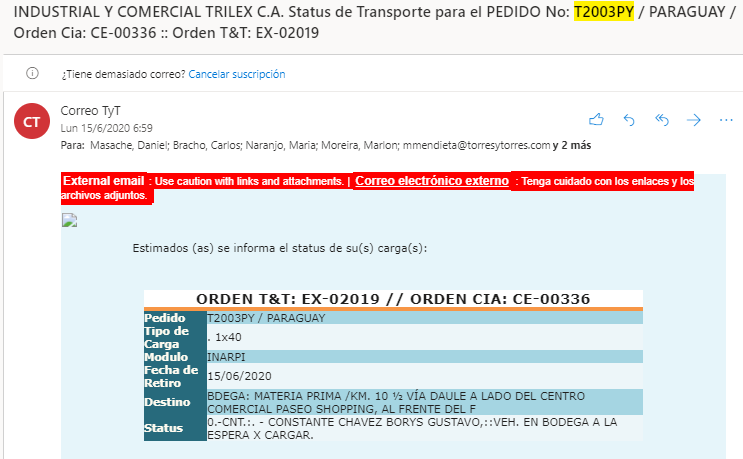 INDUSTRIAL Y COMERCIAL TRILEX C.A. Status de Transporte para el PEDIDO No: T2003PY / PARAGUAY /
Orden Cia: CE-00336 :: Orden T&T: EX-02019
¿Tiene demasiado correo? Cancelar suscripción
CT
Correo TyT
Lun 15/6/2020 6:59
Para: Masache, Daniel; Bracho, Carlos; Naranjo, Maria; Moreira, Marlon; mmendieta@torresytorres.com y 2 más
External email : Use caution with links and attachments. | Correo electrónico externo : Tenga cuidado con los enlaces y los
archivos adjuntos.
Estimados (as) se informa el status de su(s) carga(s):
ORDEN T&T: EX-02019 // ORDEN CIA: CE-00336
Pedido T2003PY / PARAGUAY
Tipo de
Carga . 1x40
Modulo INARPI
Fecha de
Retiro 15/06/2020
Destino BDEGA: MATERIA PRIMA /KM. 10 ½ VÍA DAULE A LADO DEL CENTRO
COMERCIAL PASEO SHOPPING, AL FRENTE DEL F
Status 0.-CNT.:. - CONSTANTE CHAVEZ BORYS GUSTAVO,::VEH. EN BODEGA A LA
ESPERA X CARGAR.